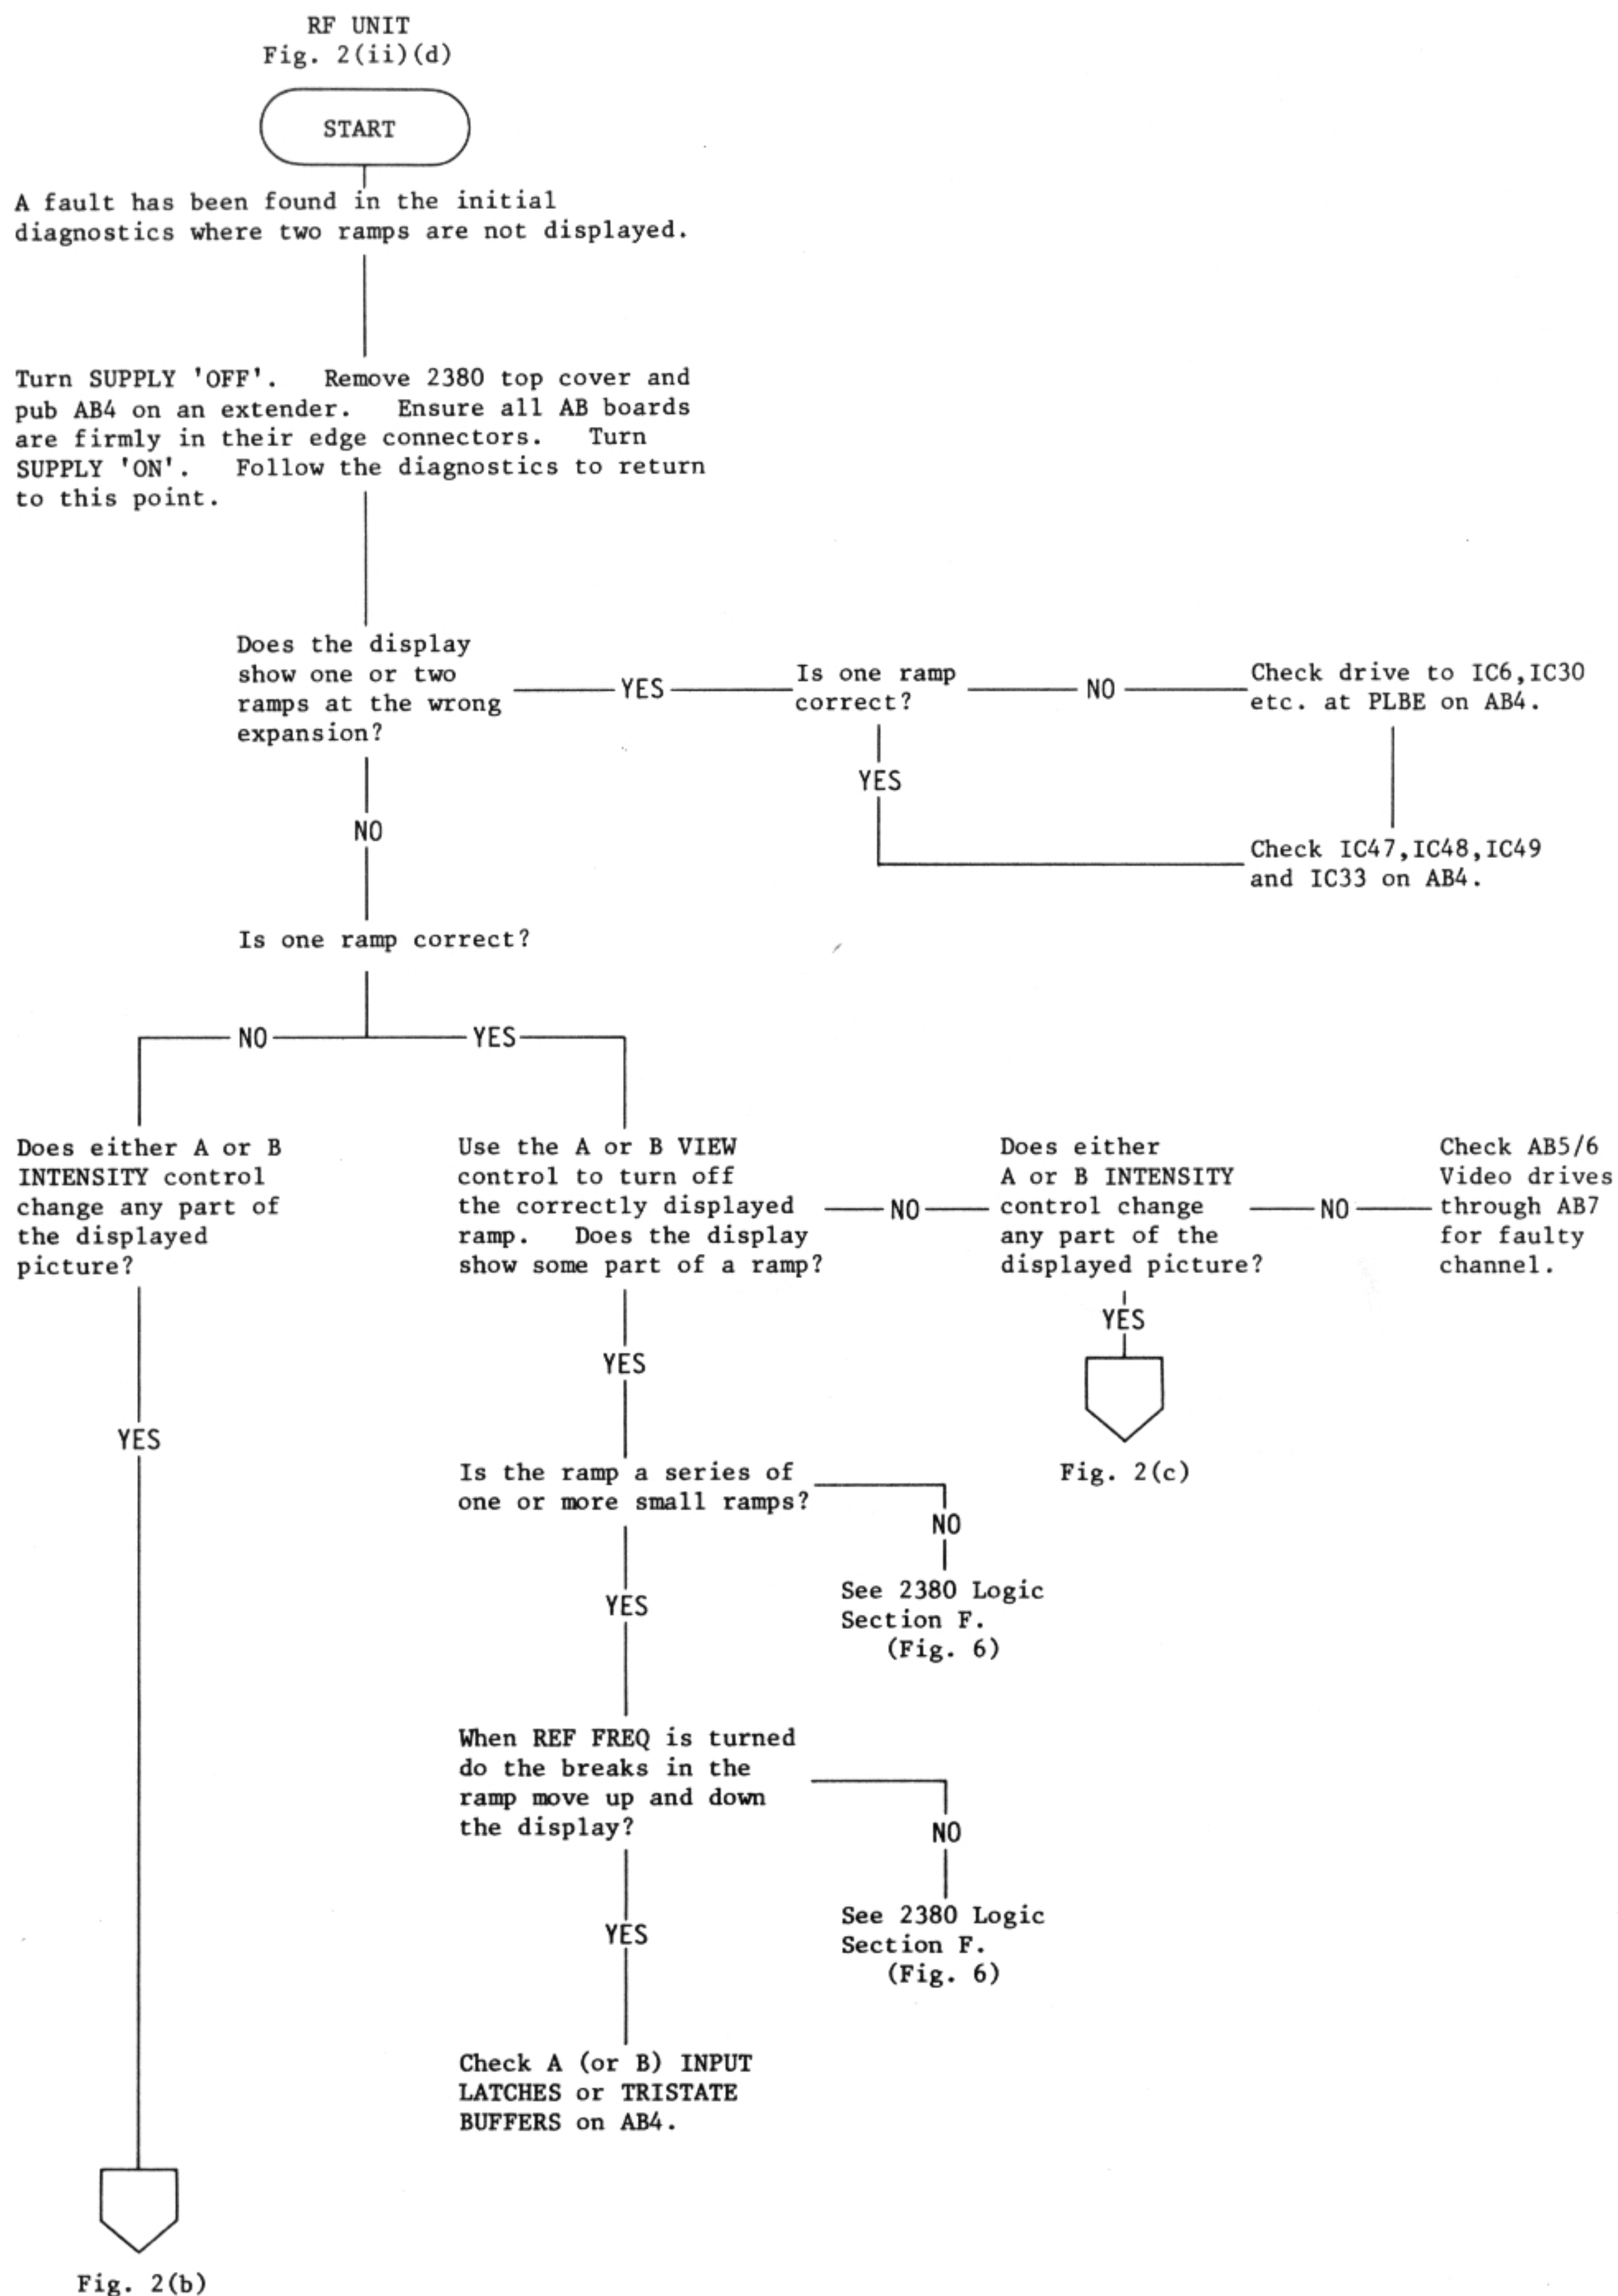 RF UNIT
Fig. 2(ii)(d)
START
A fault has been found in the initial
diagnostics where two ramps are not displayed.
Turn SUPPLY 'OFF'. Remove 2380 top cover and
pub AB4 on an extender. Ensure all AB boards
are firmly in their edge connectors. Turn
SUPPLY 'ON'. Follow the diagnostics to return
to this point.
Does the display
show one or two
ramps at the wrong
expansion?
YES
Is one ramp
correct?
NO
Check drive to IC6,IC30
etc. at PLBE on AB4.
YES
NO
Check IC47,IC48,IC49
and IC33 on AB4.
Is one ramp correct?
NO
YES
Does either A or B
INTENSITY control
change any part of
the displayed
picture?
Use the A or B VIEW
control to turn off
the correctly displayed
ramp. Does the display
show some part of a ramp?
NO
Does either
A or B INTENSITY
control change
any part of the
displayed picture?
NO
Check AB5/6
Video drives
through AB7
for faulty
channel.
YES
YES
YES
Fig. 2(c)
Is the ramp a series of
one or more small ramps?
NO
See 2380 Logic
Section F.
(Fig. 6)
YES
When REF FREQ is turned
do the breaks in the
ramp move up and down
the display?
NO
See 2380 Logic
Section F.
(Fig. 6)
YES
Check A (or B) INPUT
LATCHES or TRISTATE
BUFFERS on AB4.
Fig. 2(b)